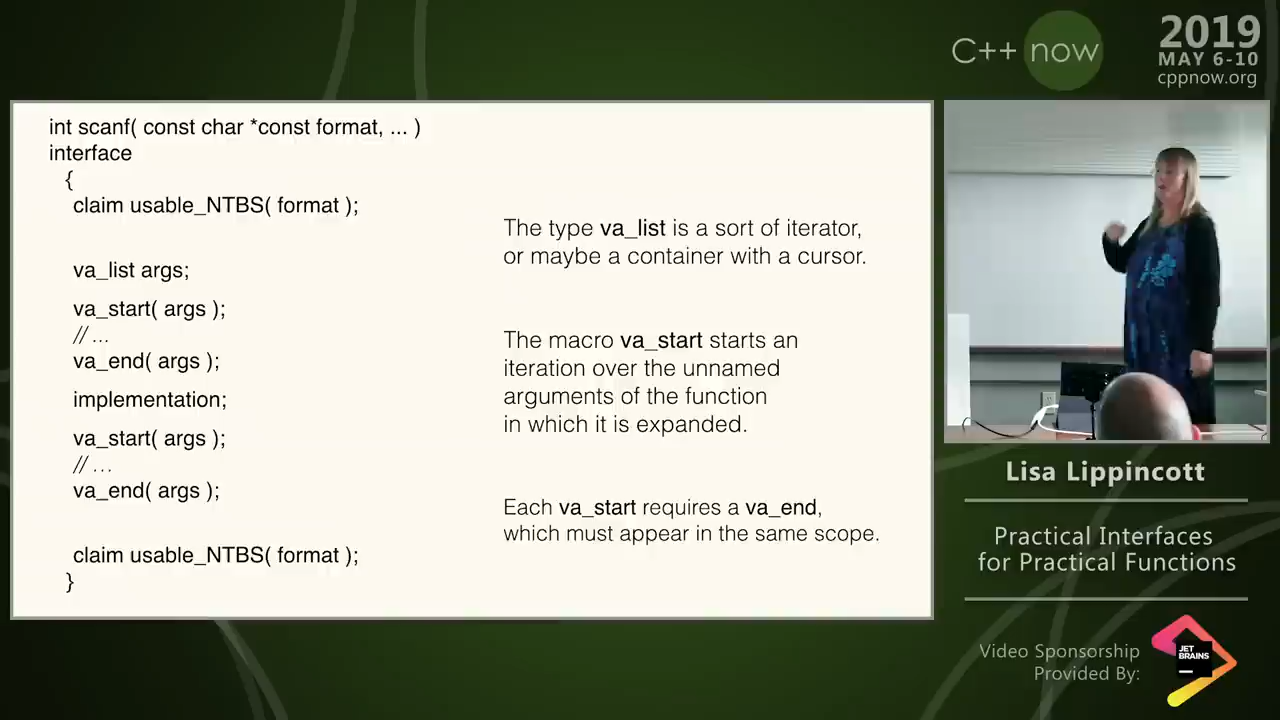 C++ now
2019
MAY 6-10
cppnow.org
int scanf( const char *const format, ... )
interface
{
claim usable_NTBS( format );
va_list args;
va_start( args );
// ...
va_end( args );
implementation;
va_start( args );
// ...
va_end( args );
claim usable_NTBS( format );
}
The type va_list is a sort of iterator,
or maybe a container with a cursor.
The macro va_start starts an
iteration over the unnamed
arguments of the function
in which it is expanded.
Each va_start requires a va_end,
which must appear in the same scope.
Lisa Lippincott
Practical Interfaces
for Practical Functions
Video Sponsorship
Provided By:
JET
BRAINS